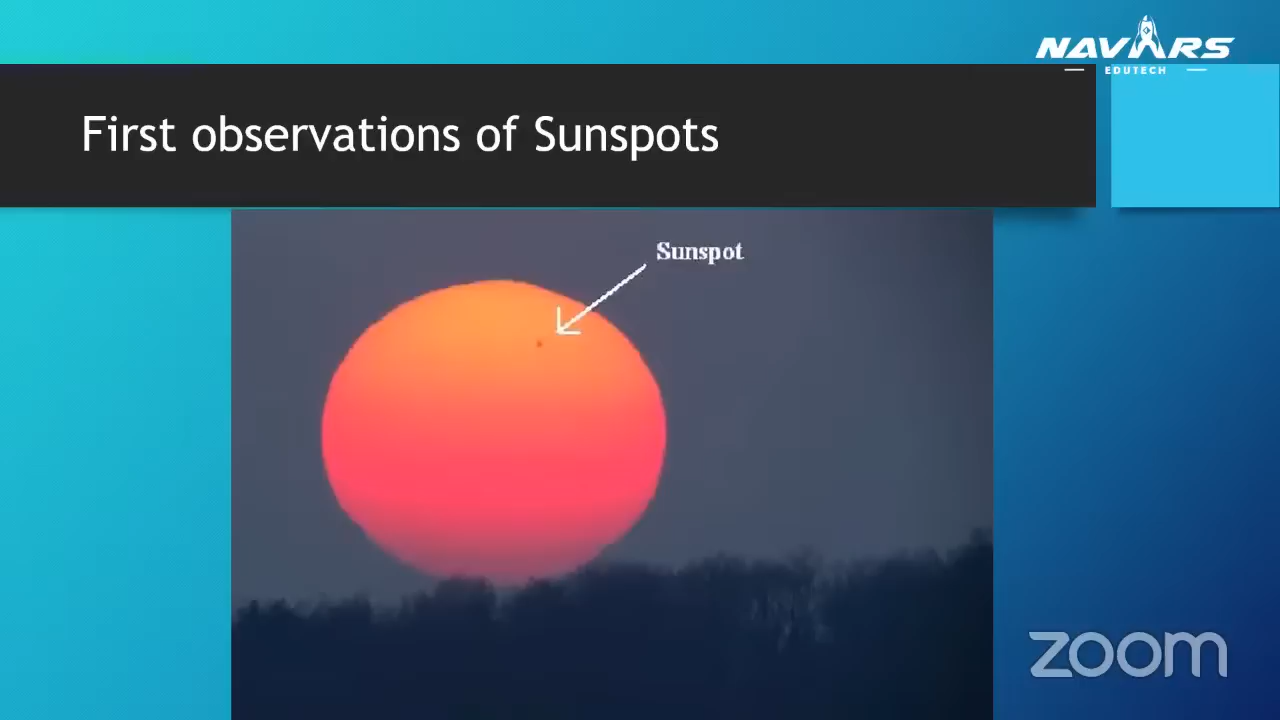 NAVARS
EDUTECH
First observations of Sunspots
Sunspot
zoom